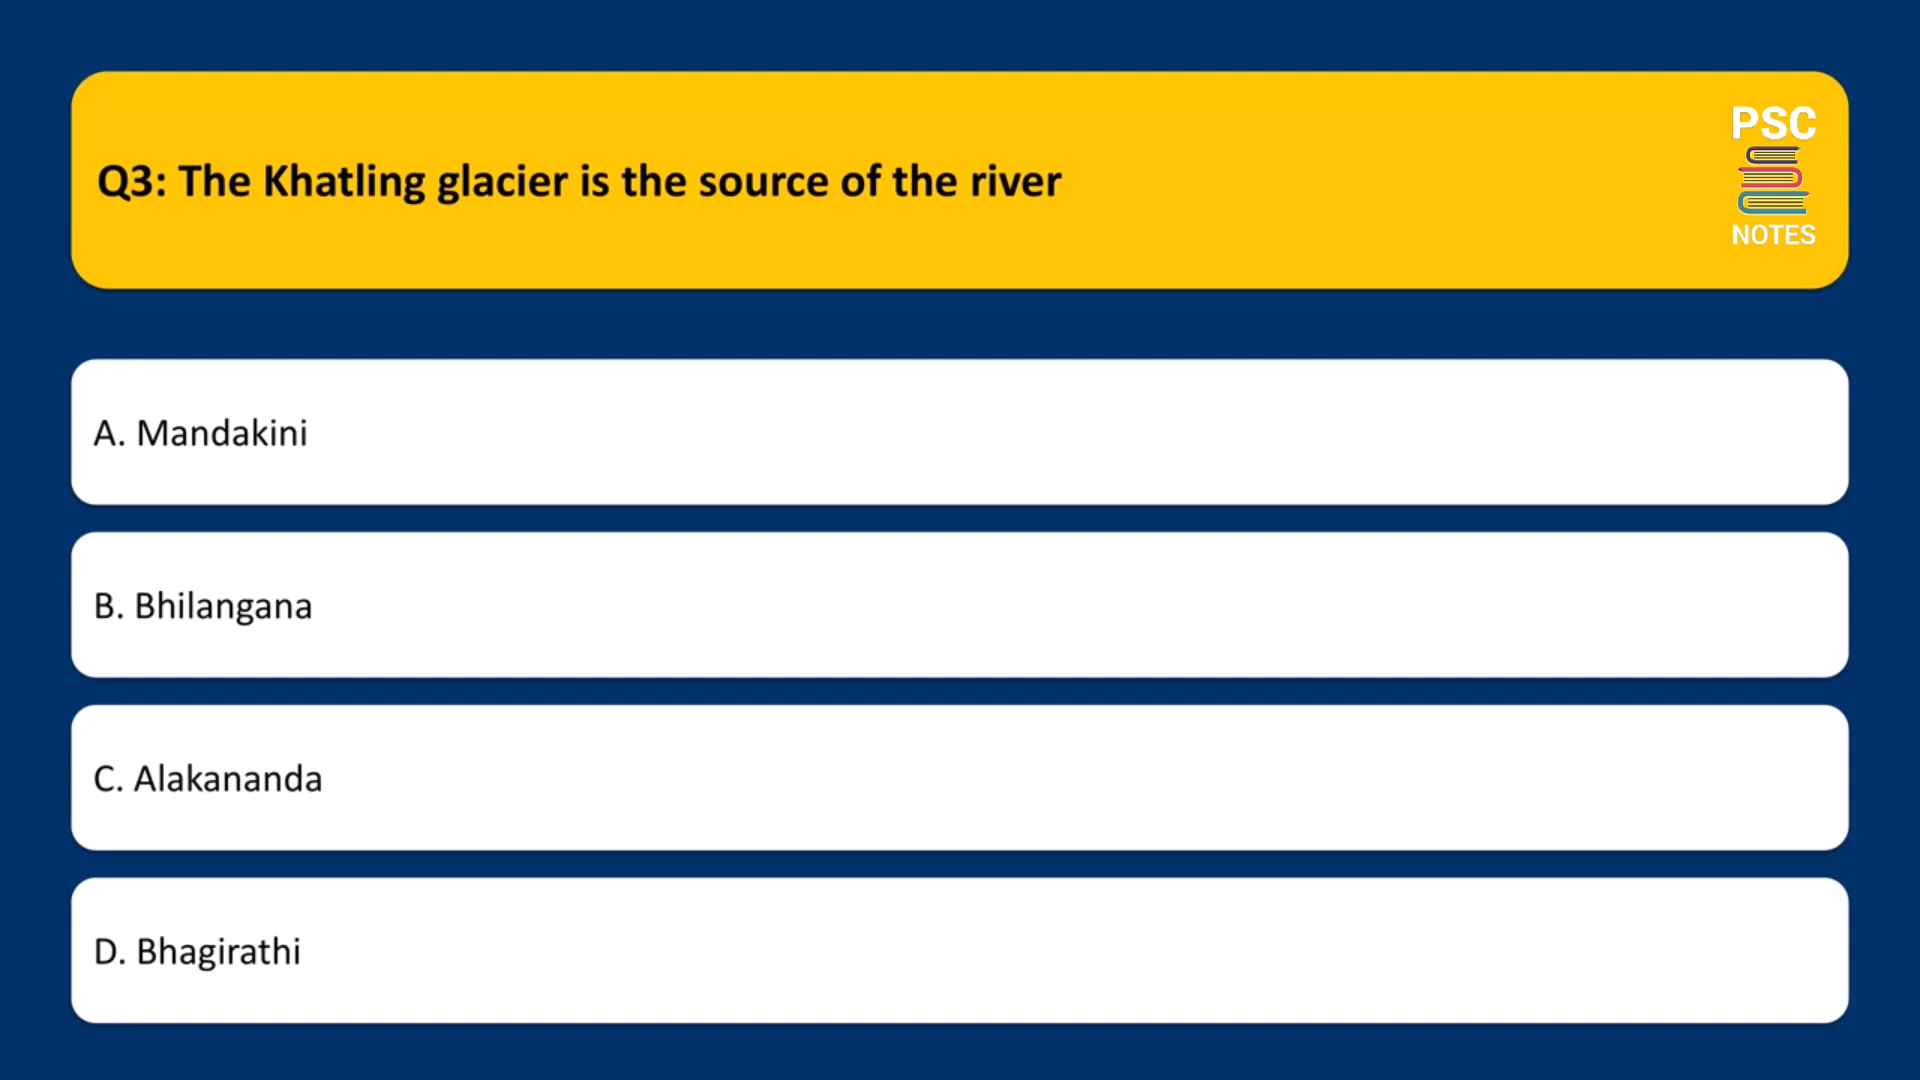 PSC
NOTES
Q3: The Khatling glacier is the source of the river
A. Mandakini
B. Bhilangana
C. Alakananda
D. Bhagirathi